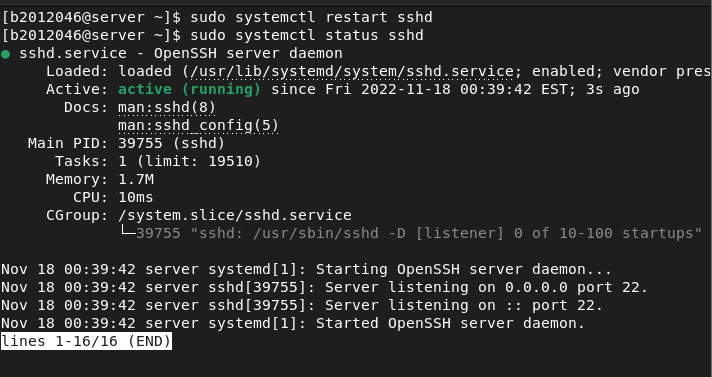 [b2012046@server ~]$ sudo systemctl restart sshd
[b2012046@server ~]$ sudo systemctl status sshd
● sshd.service - OpenSSH server daemon
     Loaded: loaded (/usr/lib/systemd/system/sshd.service; enabled; vendor pres
     Active: active (running) since Fri 2022-11-18 00:39:42 EST; 3s ago
       Docs: man:sshd(8)
             man:sshd_config(5)
   Main PID: 39755 (sshd)
      Tasks: 1 (limit: 19510)
     Memory: 1.7M
        CPU: 10ms
     CGroup: /system.slice/sshd.service
             └─39755 "sshd: /usr/sbin/sshd -D [listener] 0 of 10-100 startups"
Nov 18 00:39:42 server systemd[1]: Starting OpenSSH server daemon...
Nov 18 00:39:42 server sshd[39755]: Server listening on 0.0.0.0 port 22.
Nov 18 00:39:42 server sshd[39755]: Server listening on :: port 22.
Nov 18 00:39:42 server systemd[1]: Started OpenSSH server daemon.
lines 1-16/16 (END)